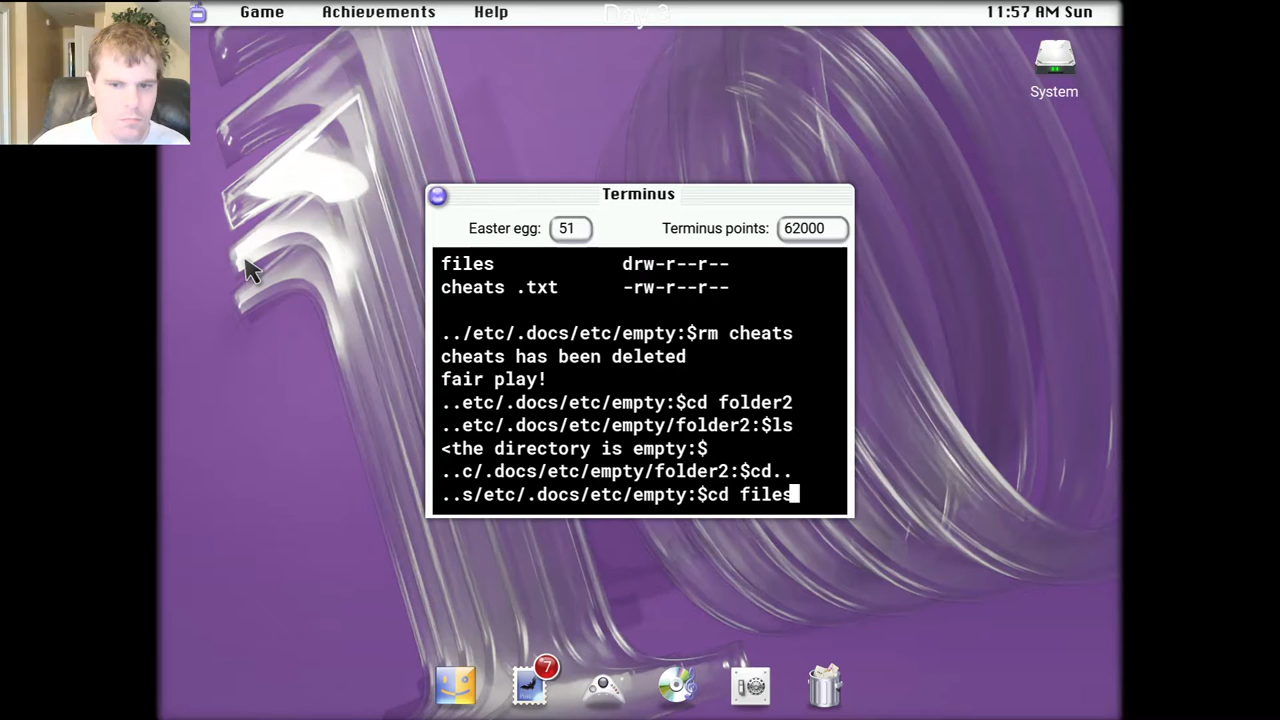 Game Achievements Help Day 3 11:57 AM Sun
System
Terminus
Easter egg: 51 Terminus points: 62000
files drw-r--r--
cheats .txt -rw-r--r--
../etc/.docs/etc/empty:$rm cheats
cheats has been deleted
fair play!
..etc/.docs/etc/empty:$cd folder2
..etc/.docs/etc/empty/folder2:$ls
<the directory is empty:$
..c/.docs/etc/empty/folder2:$cd..
..s/etc/.docs/etc/empty:$cd files
7